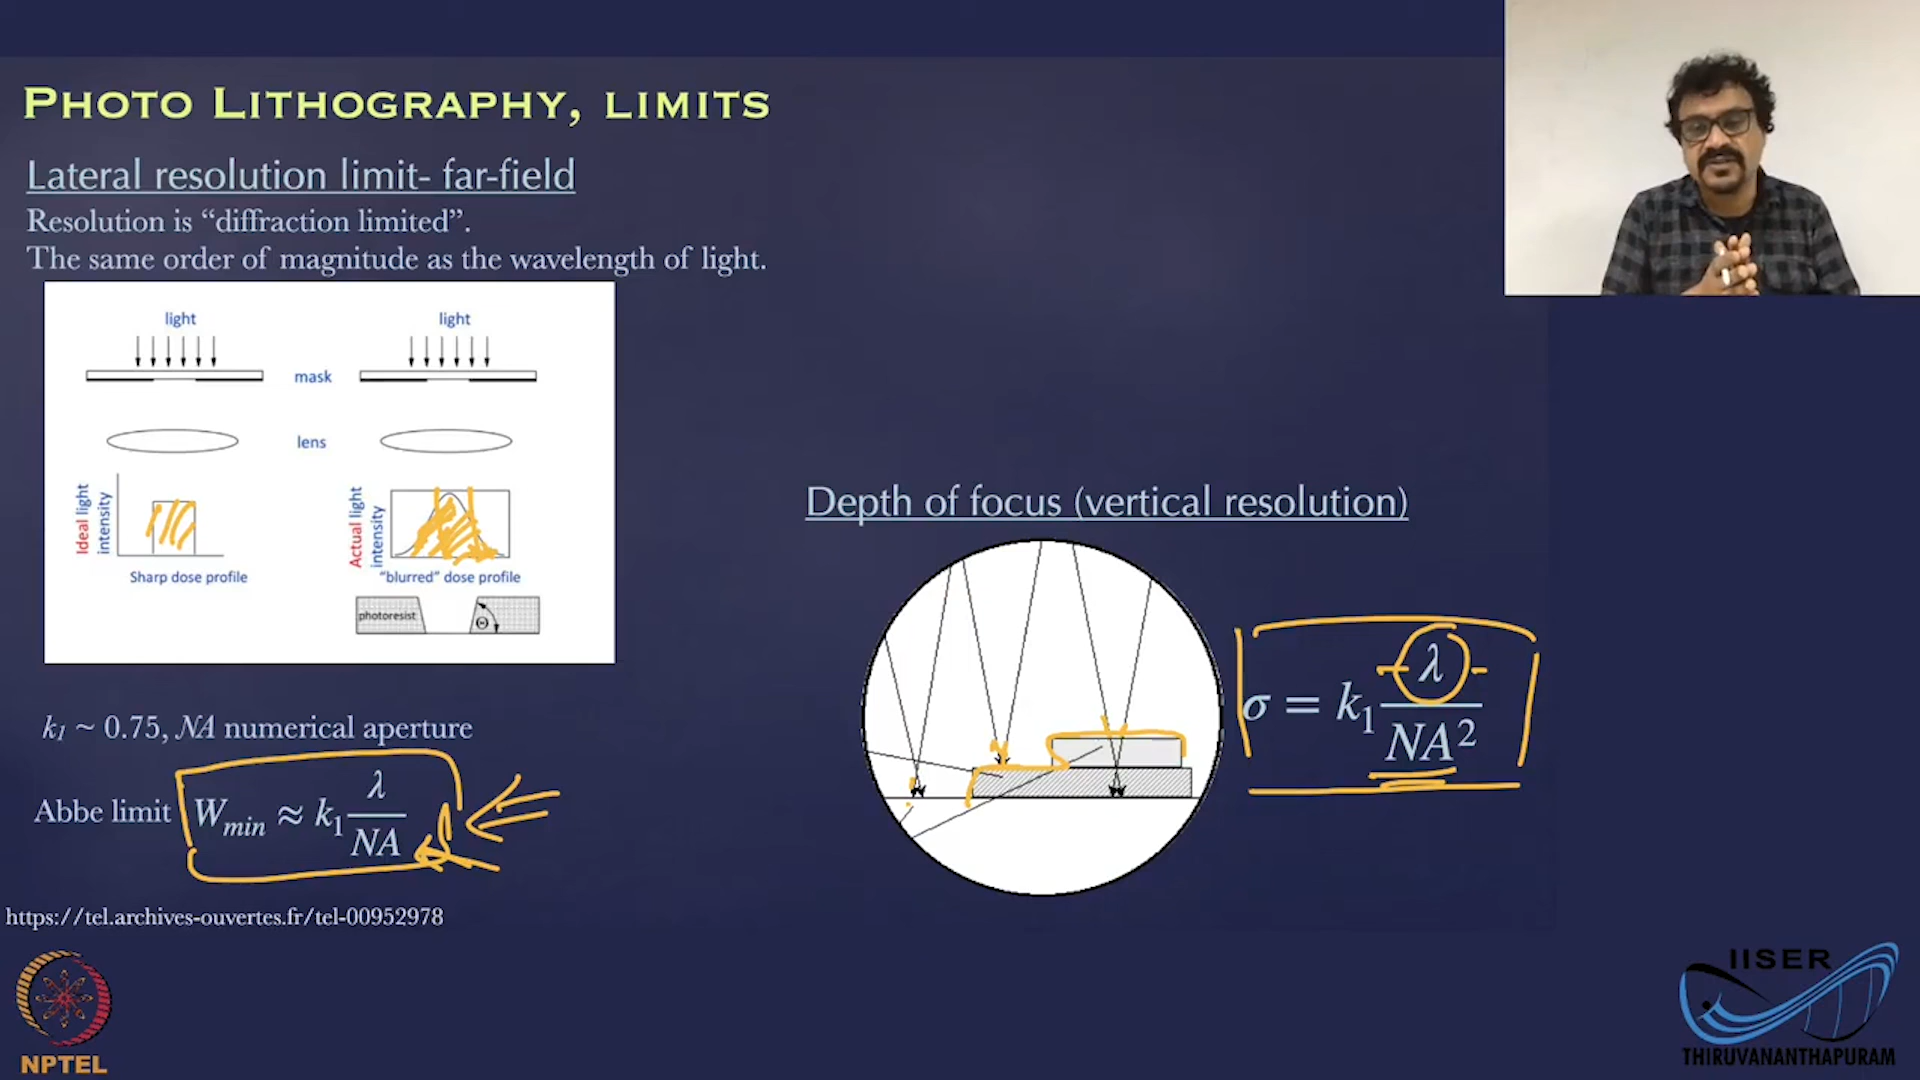 PHOTO LITHOGRAPHY, LIMITS
Lateral resolution limit- far-field
Resolution is “diffraction limited”.
The same order of magnitude as the wavelength of light.
light
light
mask
lens
Ideal light
intensity
Actual light
intensity
Sharp dose profile
“blurred” dose profile
photoresist
Θ
k₁ ~ 0.75, NA numerical aperture
Abbe limit W_min ≈ k₁ λ/NA
https://tel.archives-ouvertes.fr/tel-00952978
Depth of focus (vertical resolution)
σ = k₁ λ/NA²
NPTEL
IISER
THIRUVANANTHAPURAM